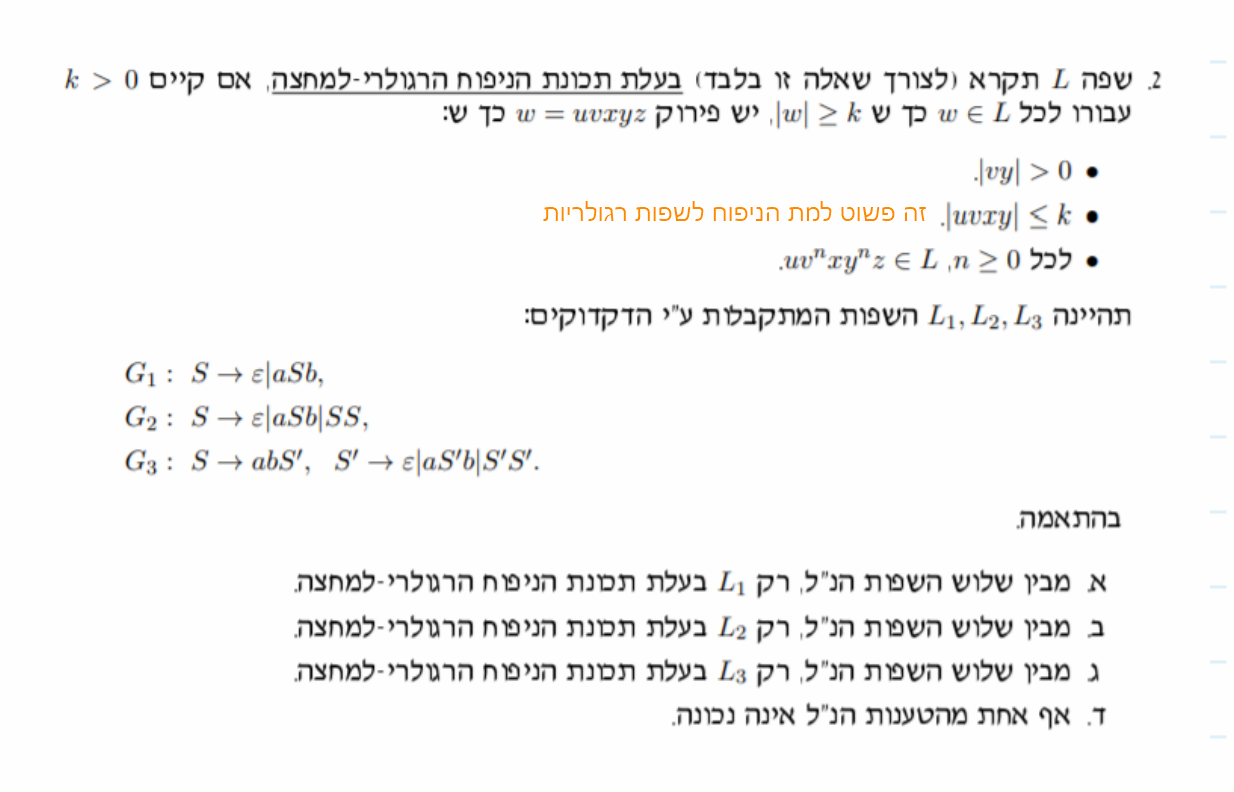 2. שפה L תקרא (לצורך שאלה זו בלבד) בעלת תכונת הניפוח הרגולרי-למחצה, אם קיים k > 0
עבורו לכל w ∈ L כך ש |w| ≥ k, יש פירוק w = uvxyz כך ש:
• |vy| > 0.
• |uvxy| ≤ k. זה פשוט למת הניפוח לשפות רגולריות
• לכל n ≥ 0, uvⁿxyⁿz ∈ L.
תהיינה L₁, L₂, L₃ השפות המתקבלות ע"י הדקדוקים:
G₁ : S → ε|aSb,
G₂ : S → ε|aSb|SS,
G₃ : S → abS′, S′ → ε|aS′b|S′S′.
בהתאמה.
א. מבין שלוש השפות הנ"ל, רק L₁ בעלת תכונת הניפוח הרגולרי-למחצה.
ב. מבין שלוש השפות הנ"ל, רק L₂ בעלת תכונת הניפוח הרגולרי-למחצה.
ג. מבין שלוש השפות הנ"ל, רק L₃ בעלת תכונת הניפוח הרגולרי-למחצה.
ד. אף אחת מהטענות הנ"ל אינה נכונה.